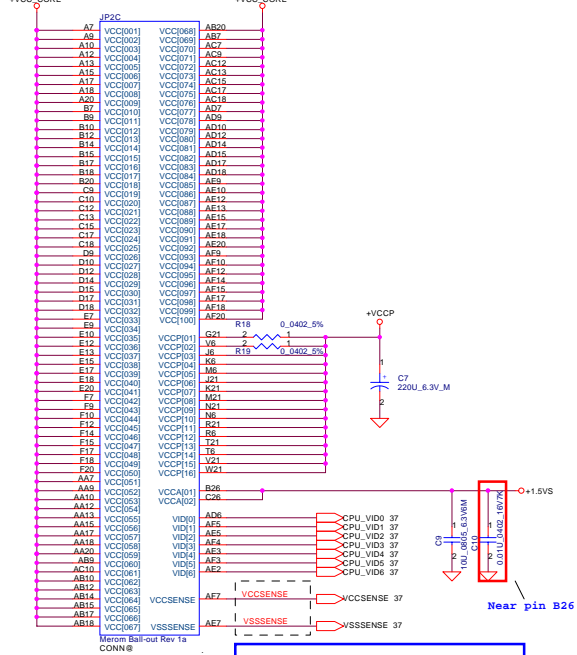 +VCC_CORE +VCC_CORE
JP2C
A7 VCC[001] VCC[068] AB20
A9 VCC[002] VCC[069] AB7
A10 VCC[003] VCC[070] AC7
A12 VCC[004] VCC[071] AC9
A13 VCC[005] VCC[072] AC12
A15 VCC[006] VCC[073] AC13
A17 VCC[007] VCC[074] AC15
A18 VCC[008] VCC[075] AC17
A20 VCC[009] VCC[076] AC18
B7 VCC[010] VCC[077] AD7
B9 VCC[011] VCC[078] AD9
B10 VCC[012] VCC[079] AD10
B12 VCC[013] VCC[080] AD12
B14 VCC[014] VCC[081] AD14
B15 VCC[015] VCC[082] AD15
B17 VCC[016] VCC[083] AD17
B18 VCC[017] VCC[084] AD18
B20 VCC[018] VCC[085] AE9
C9 VCC[019] VCC[086] AE10
C10 VCC[020] VCC[087] AE12
C12 VCC[021] VCC[088] AE13
C13 VCC[022] VCC[089] AE15
C15 VCC[023] VCC[090] AE17
C17 VCC[024] VCC[091] AE18
C18 VCC[025] VCC[092] AE20
D9 VCC[026] VCC[093] AF9
D10 VCC[027] VCC[094] AF10
D12 VCC[028] VCC[095] AF12
D14 VCC[029] VCC[096] AF14
D15 VCC[030] VCC[097] AF15
D17 VCC[031] VCC[098] AF17
D18 VCC[032] VCC[099] AF18
E7 VCC[033] VCC[100] AF20
E9 VCC[034]
E10 VCC[035] VCCP[01] G21
E12 VCC[036] VCCP[02] V6
E13 VCC[037] VCCP[03] J6
E15 VCC[038] VCCP[04] K6
E17 VCC[039] VCCP[05] M6
E18 VCC[040] VCCP[06] J21
E20 VCC[041] VCCP[07] K21
F7 VCC[042] VCCP[08] M21
F9 VCC[043] VCCP[09] N21
F10 VCC[044] VCCP[10] N6
F12 VCC[045] VCCP[11] R21
F14 VCC[046] VCCP[12] R6
F15 VCC[047] VCCP[13] T21
F17 VCC[048] VCCP[14] T6
F18 VCC[049] VCCP[15] V21
F20 VCC[050] VCCP[16] W21
AA7 VCC[051]
AA9 VCC[052] VCCA[01] B26
AA10 VCC[053] VCCA[02] C26
AA12 VCC[054]
AA13 VCC[055] VID[0] AD6 CPU_VID0 37
AA15 VCC[056] VID[1] AF5 CPU_VID1 37
AA17 VCC[057] VID[2] AE5 CPU_VID2 37
AA18 VCC[058] VID[3] AF4 CPU_VID3 37
AA20 VCC[059] VID[4] AE3 CPU_VID4 37
AB9 VCC[060] VID[5] AF3 CPU_VID5 37
AC10 VCC[061] VID[6] AE2 CPU_VID6 37
AB10 VCC[062]
AB12 VCC[063]
AB14 VCC[064] VCCSENSE AF7 VCCSENSE VCCSENSE 37
AB15 VCC[065]
AB17 VCC[066]
AB18 VCC[067] VSSSENSE AE7 VSSSENSE VSSSENSE 37
Merom Ball-out Rev 1a
CONN@
R18 0_0402_5%
2 1
2 1
R19 0_0402_5%
+VCCP
1
+
C7
220U_6.3V_M
2
+1.5VS
1
2
C9
10U_0805_6.3V6M
1
2
C10
0.01U_0402_16V7K
Near pin B26